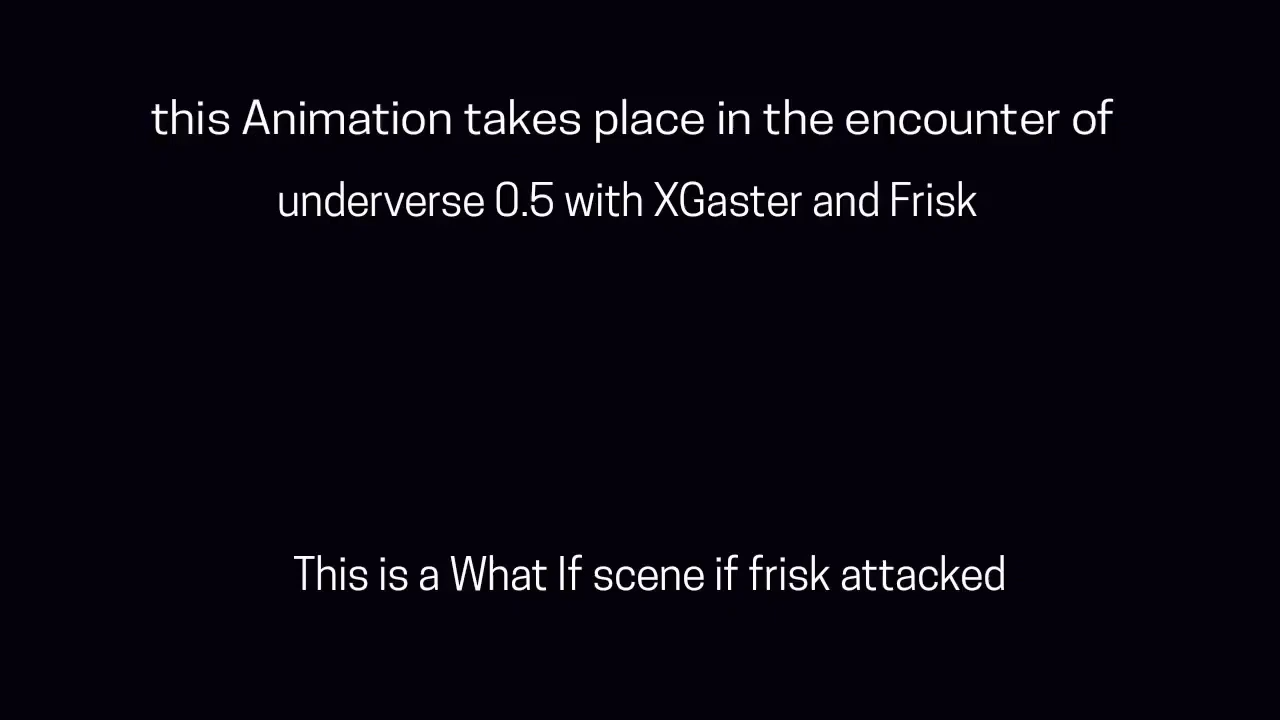 this Animation takes place in the encounter of
underverse 0.5 with XGaster and Frisk
This is a What If scene if frisk attacked